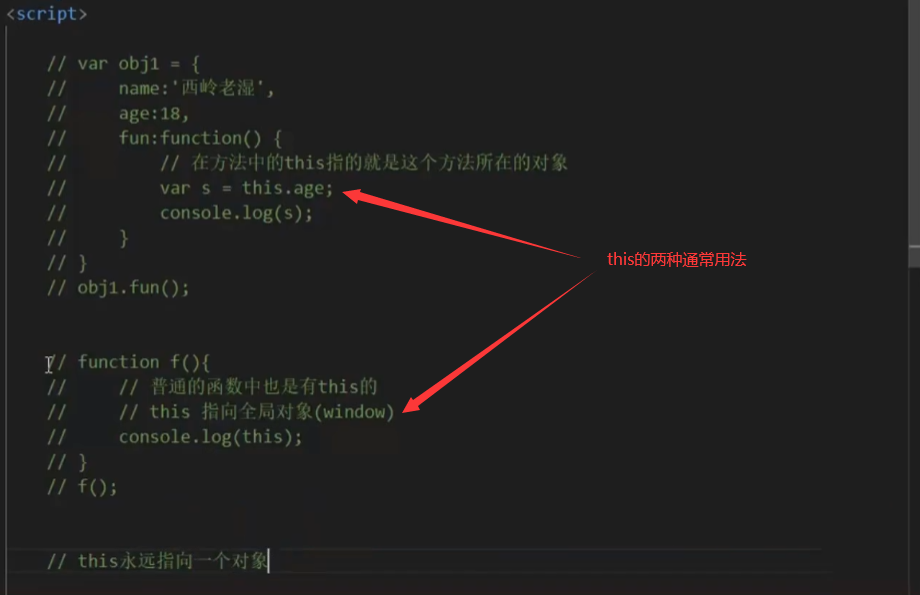 <script>
// var obj1 = {
//     name:'西岭老湿',
//     age:18,
//     fun:function() {
//         // 在方法中的this指的就是这个方法所在的对象
//         var s = this.age;
//         console.log(s);
//     }
// }
// obj1.fun();
this的两种通常用法
// function f(){
//     // 普通的函数中也是有this的
//     // this 指向全局对象(window)
//     console.log(this);
// }
// f();
// this永远指向一个对象